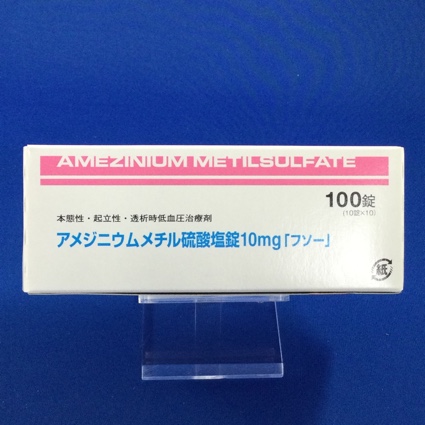 AMEZINIUM METILSULFATE
100錠
(10錠×10)
本態性・起立性・透析時低血圧治療剤
アメジニウムメチル硫酸塩錠10mg「フソー」
紙